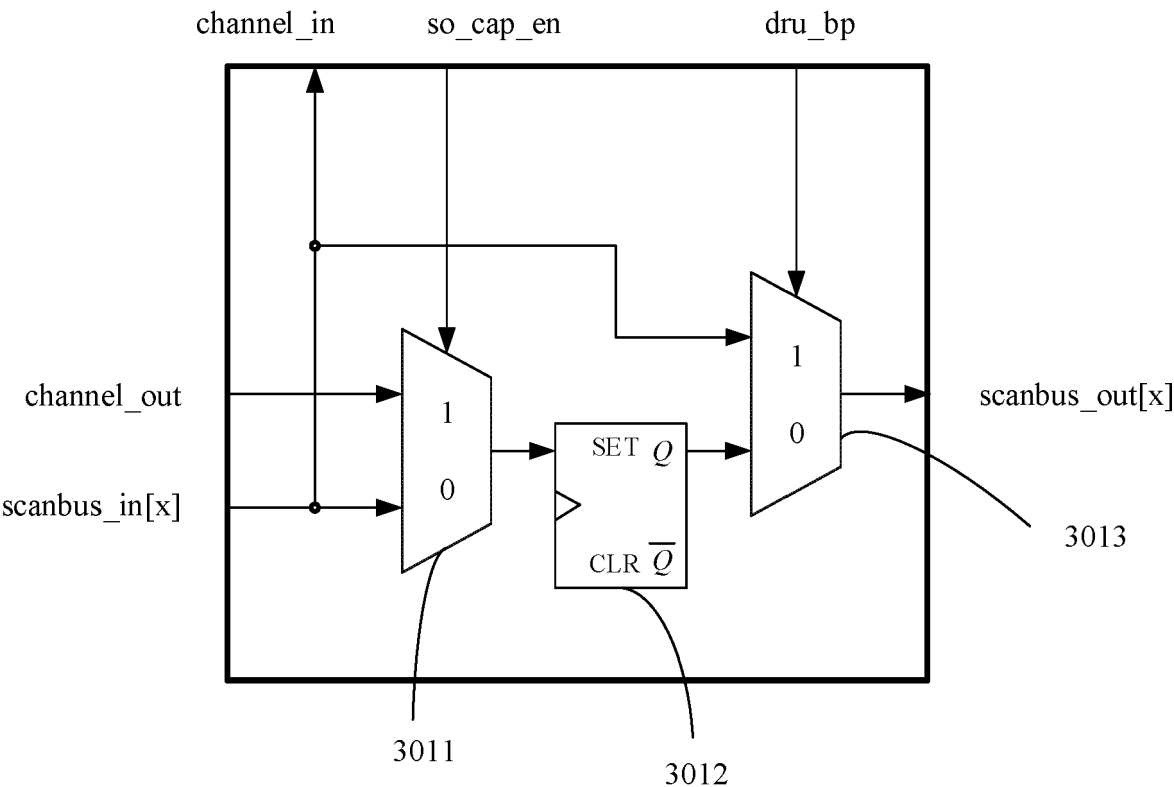 channel_in so_cap_en dru_bp
1
channel_out scanbus_out[x]
1
0
SET Q
0
scanbus_in[x]
3013
CLR Q̅
3011
3012